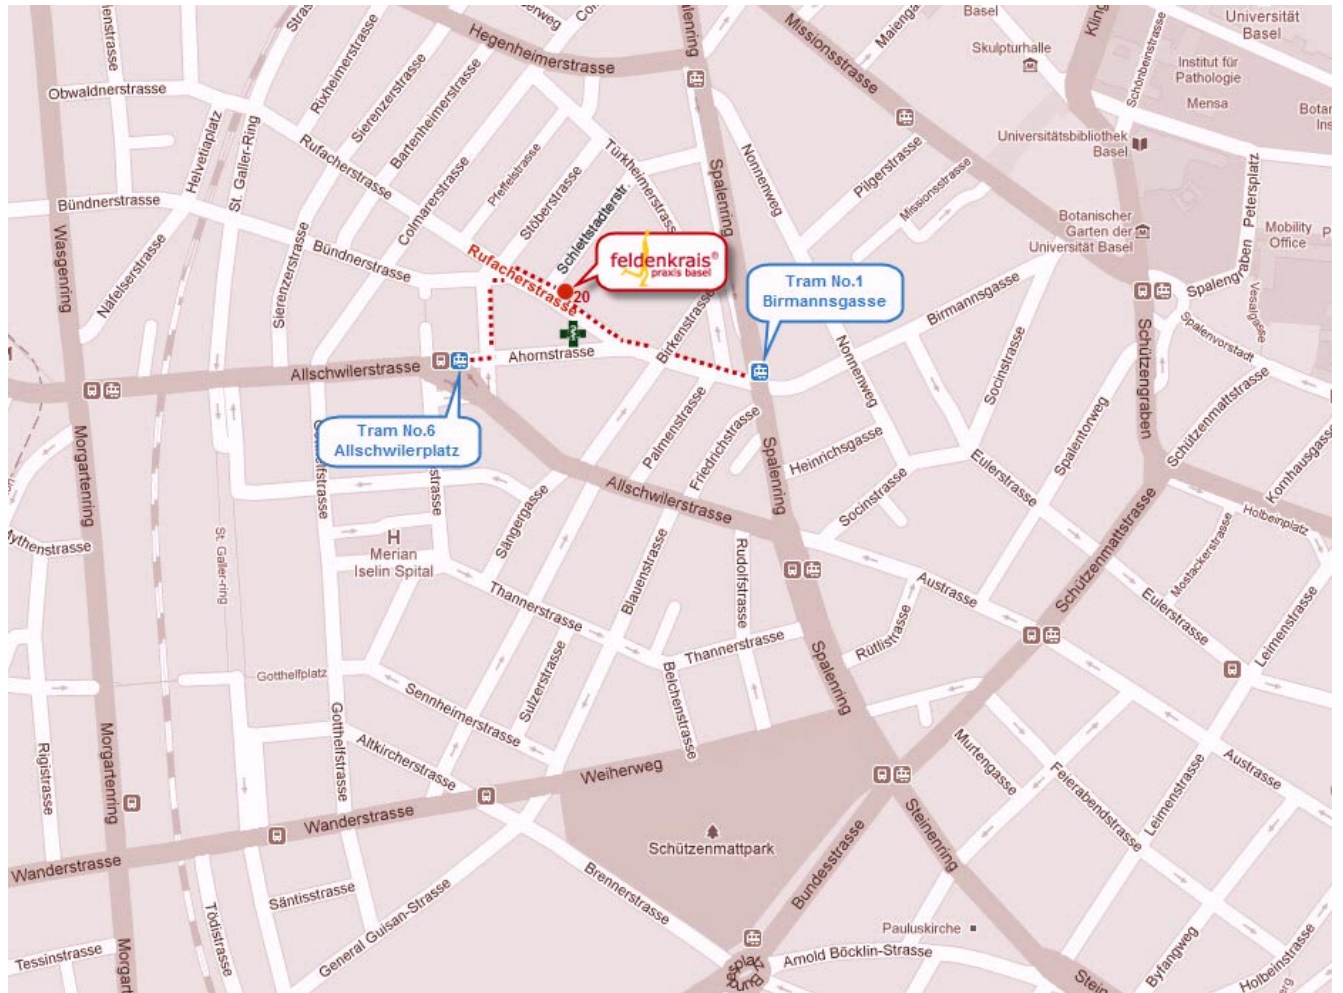 Hegenheimerstrasse
Spalenring
Missionsstrasse
Basel
Skulpturhalle
Universität
Basel
Institut für
Pathologie
Mensa
Schönbeinstrasse
Obwaldnerstrasse
Rixheimerstrasse
Sierenzerstrasse
Bartenheimerstrasse
Helvetiaplatz
St. Galler-Ring
Rufacherstrasse
Colmarerstrasse
Pfeffelstrasse
Stöberstrasse
Schlettstadterstr.
Türkheimerstrasse
Spalenring
Nonnenweg
Pilgerstrasse
Missionsstrasse
Universitätsbibliothek
Basel
Petersplatz
Bündnerstrasse
Bündnerstrasse
Wasgenring
Näfelserstrasse
Sierenzerstrasse
Rufacherstrasse
feldenkrais®
praxis basel
20
Tram No.1
Birmannsgasse
Botanischer
Garten der
Universität Basel
Mobility
Office
Spalengraben
Vesalgasse
Spalenvorstadt
Birmannsgasse
Birkenstrasse
Ahornstrasse
Allschwilerstrasse
Tram No.6
Allschwilerplatz
Nonnenweg
Socinstrasse
Schützengraben
Schützenmattstrasse
Spalentorweg
Kornhausgasse
Holbeinplatz
Morgartenring
Palmenstrasse
Friedrichstrasse
Spalenring
Heinrichsgasse
Socinstrasse
Eulerstrasse
Allschwilerstrasse
Sängergasse
H
Merian
Iselin Spital
St. Galler-ring
Thannerstrasse
Blauenstrasse
Rudolfstrasse
Thannerstrasse
Austrasse
Rütlistrasse
Schützenmattstrasse
Mostackerstrasse
Eulerstrasse
Leimenstrasse
Gotthelfplatz
Sennheimerstrasse
Sulzerstrasse
Belchenstrasse
Spalenring
Gotthelfstrasse
Altkircherstrasse
Rigistrasse
Morgartenring
Weiherweg
Wanderstrasse
Wanderstrasse
Murtengasse
Feierabendstrasse
Leimenstrasse
Austrasse
Schützenmattpark
Steinenring
Bundesstrasse
Brennerstrasse
Säntisstrasse
General Guisan-Strasse
Tödistrasse
Tessinstrasse
Pauluskirche
Arnold Böcklin-Strasse
Byfangweg
Holbeinstrasse